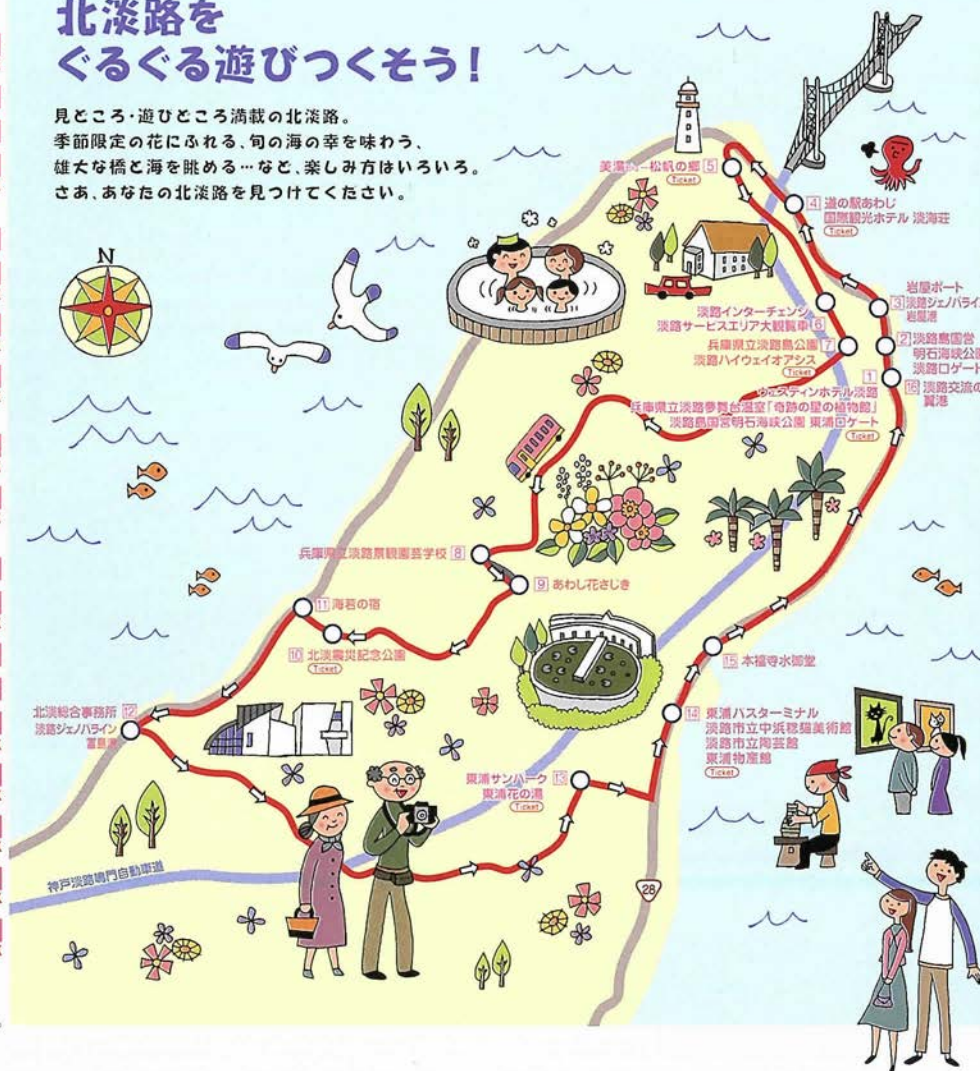 北淡路を
ぐるぐる遊びつくそう!
見どころ・遊びどころ満載の北淡路。
季節限定の花にふれる、旬の海の幸を味わう、
雄大な橋と海を眺める…など、楽しみ方はいろいろ。
さあ、あなたの北淡路を見つけてください。
N
美湯 松帆の郷 5
Ticket
4 道の駅あわじ
国際観光ホテル 淡海荘
Ticket
岩屋ポート
3 淡路ジェノバライ
岩屋港
淡路インターチェンジ
淡路サービスエリア大観覧車 6
兵庫県立淡路島公園 7
淡路ハイウェイオアシス
Ticket
2 淡路島国営
明石海峡公
淡路口ゲート
1
ウェスティンホテル淡路
兵庫県立淡路夢舞台温室「奇跡の星の植物館」
淡路島国営明石海峡公園 東浦口ゲート
Ticket
16 淡路交流の
翼港
兵庫県立淡路景観園芸学校 8
9 あわじ花さじき
11 海若の宿
10 北淡震災記念公園
Ticket
15 本福寺水御堂
北淡総合事務所 12
淡路ジェノバライン
富島港
14 東浦バスターミナル
淡路市立中浜稔猫美術館
淡路市立陶芸館
東浦物産館
Ticket
東浦サンパーク 13
東浦花の湯
Ticket
神戸淡路鳴門自動車道
28